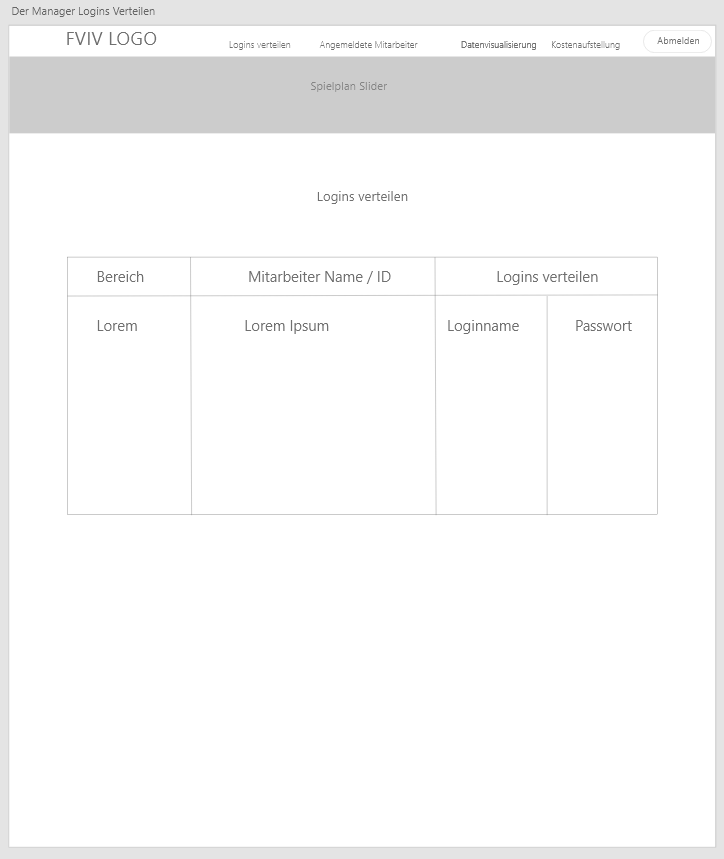 Der Manager Logins Verteilen
FVIV LOGO
Logins verteilen Angemeldete Mitarbeiter Datenvisualisierung Kostenaufstellung Abmelden
Spielplan Slider
Logins verteilen
Bereich Mitarbeiter Name / ID Logins verteilen
Lorem Lorem Ipsum Loginname Passwort